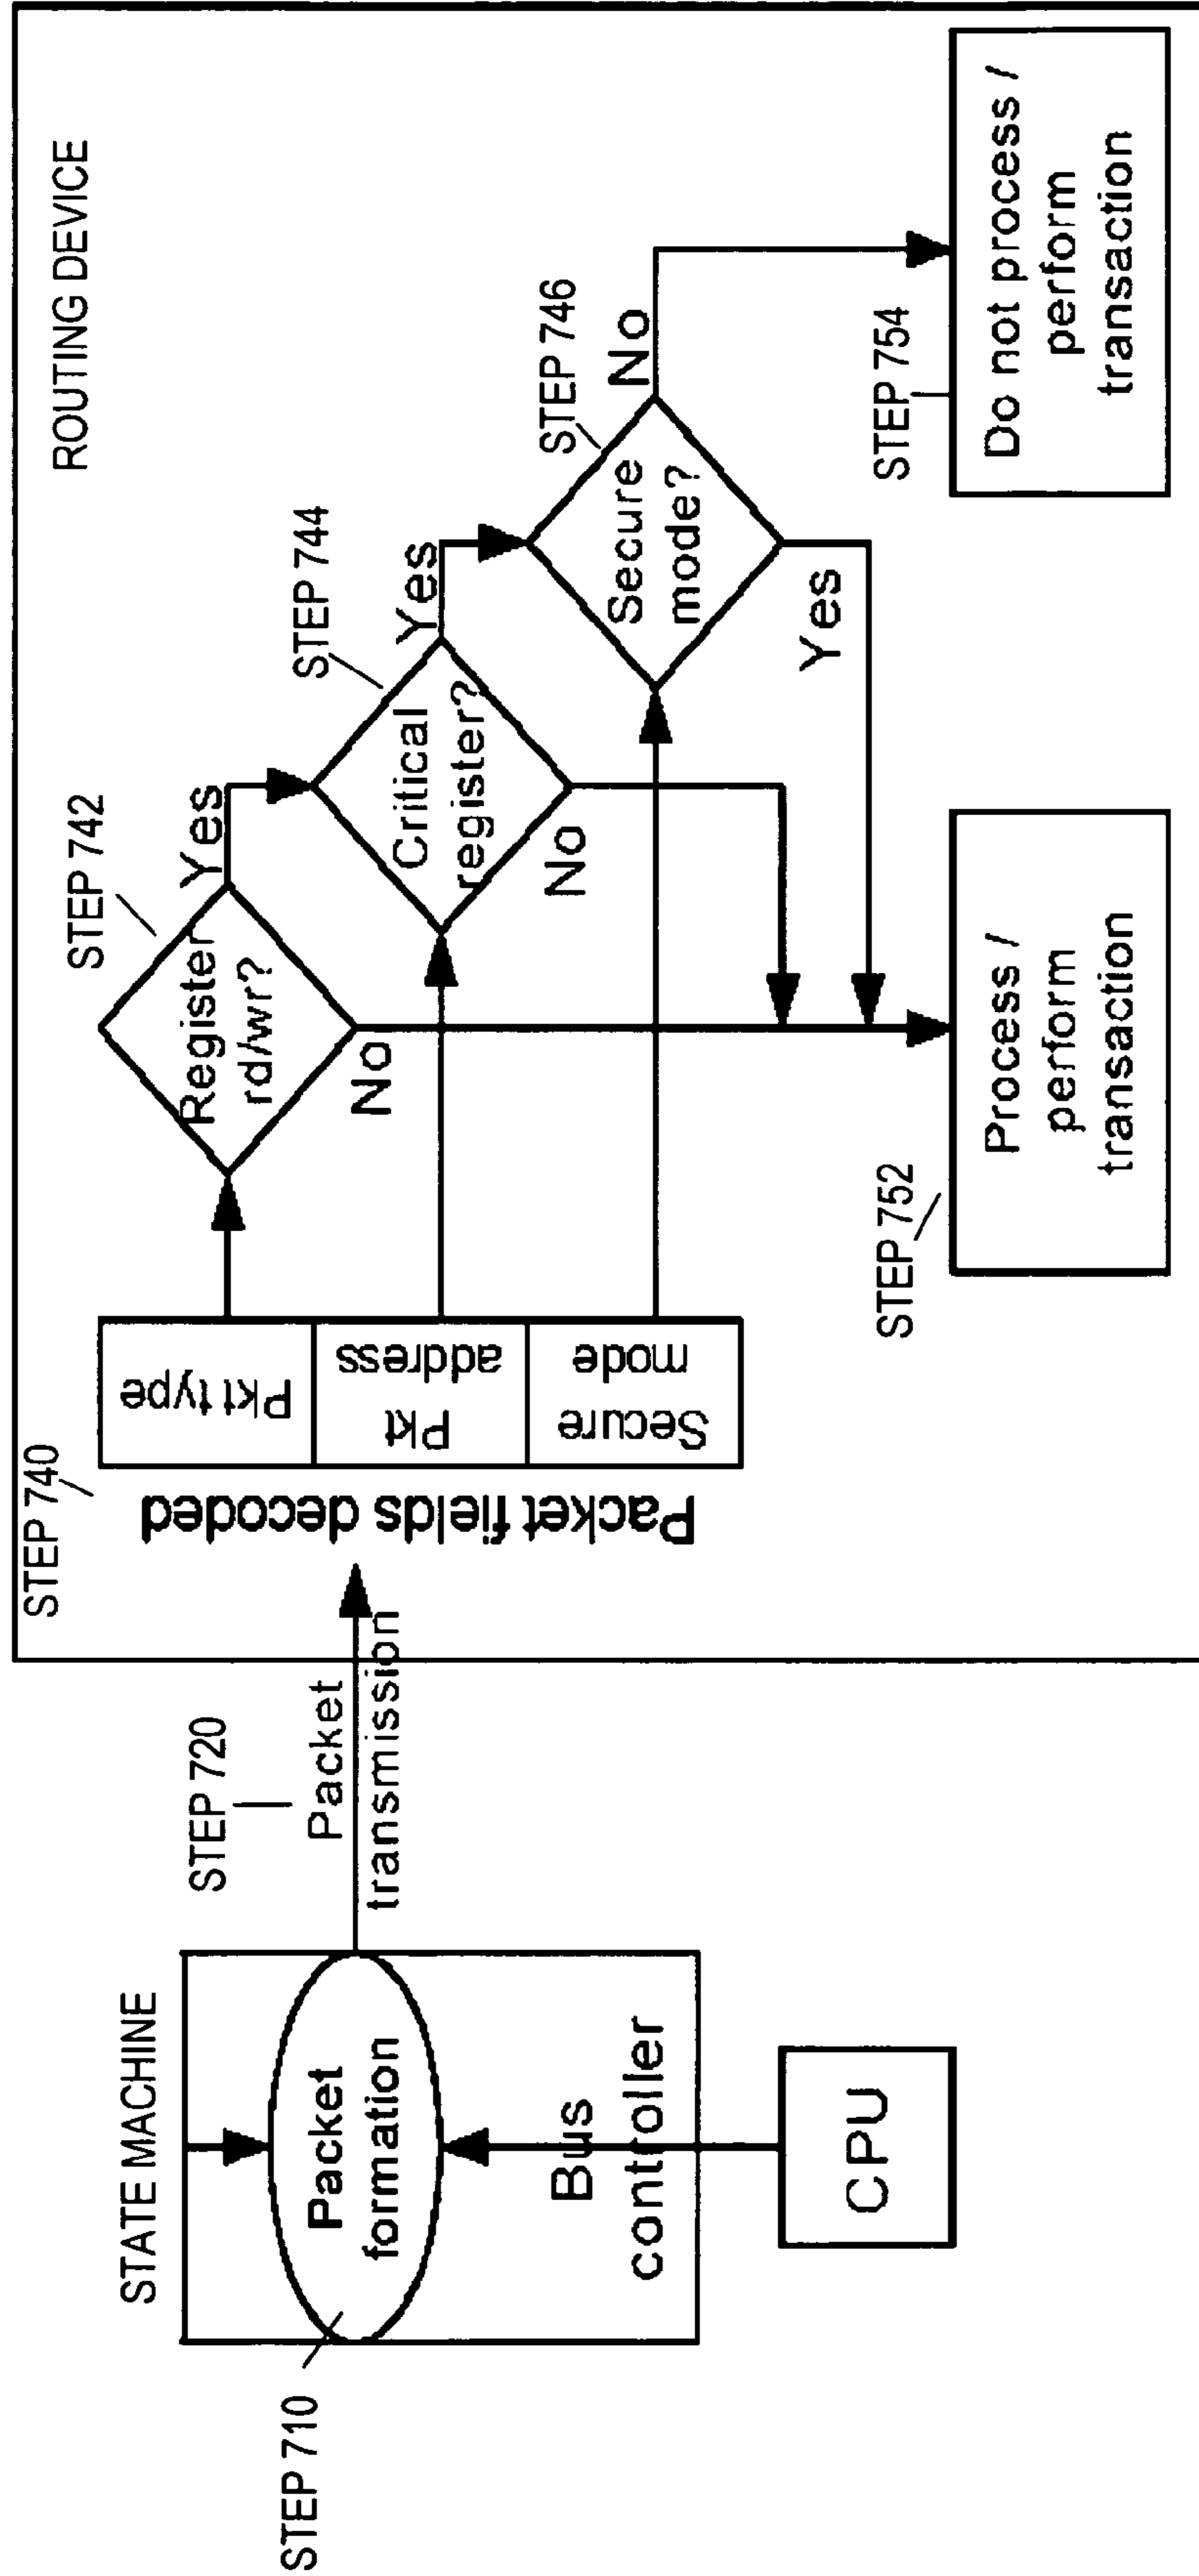 ROUTING DEVICE
STATE MACHINE
STEP 710
Packet
formation
Bus
controller
CPU
STEP 720
Packet
transmission
STEP 740
Packet fields decoded
Pkt type
Pkt
address
Secure
mode
STEP 742
Register
rd/wr?
Yes
No
STEP 744
Critical
register?
Yes
No
STEP 746
Secure
mode?
No
Yes
STEP 752
Process /
perform
transaction
STEP 754
Do not process /
perform
transaction